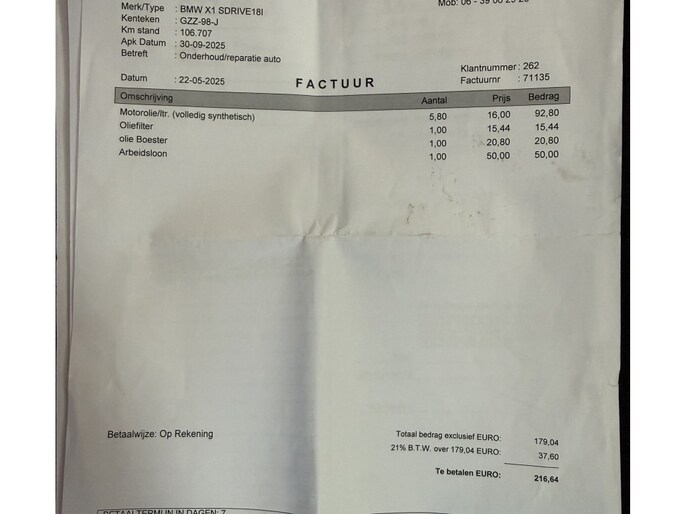 Merk/Type : BMW X1 SDRIVE18I
Kenteken : GZZ-98-J
Km stand : 106.707
Apk Datum : 30-09-2025
Betreft : Onderhoud/reparatie auto
Klantnummer : 262
Datum : 22-05-2025 FACTUUR Factuurnr : 71135
Omschrijving Aantal Prijs Bedrag
Motorolie/ltr. (volledig synthetisch) 5,80 16,00 92,80
Oliefilter 1,00 15,44 15,44
olie Boester 1,00 20,80 20,80
Arbeidsloon 1,00 50,00 50,00
Betaalwijze: Op Rekening
Totaal bedrag exclusief EURO: 179,04
21% B.T.W. over 179,04 EURO: 37,60
Te betalen EURO: 216,64
BETAALTERMIJN IN DAGEN: 7